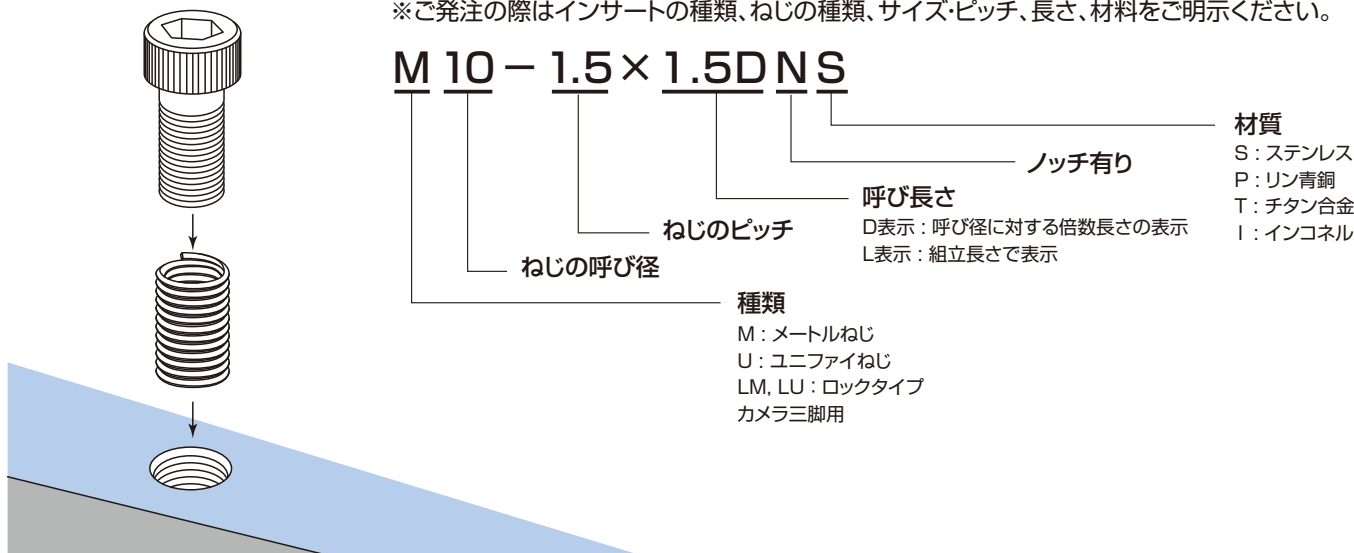 ※ご発注の際はインサートの種類、ねじの種類、サイズ・ピッチ、長さ、材料をご明示ください。
M 10 − 1.5 × 1.5D N S
材質
S：ステンレス
P：リン青銅
T：チタン合金
I：インコネル
ノッチ有り
呼び長さ
D表示：呼び径に対する倍数長さの表示
L表示：組立長さで表示
ねじのピッチ
ねじの呼び径
種類
M：メートルねじ
U：ユニファイねじ
LM, LU：ロックタイプ
カメラ三脚用